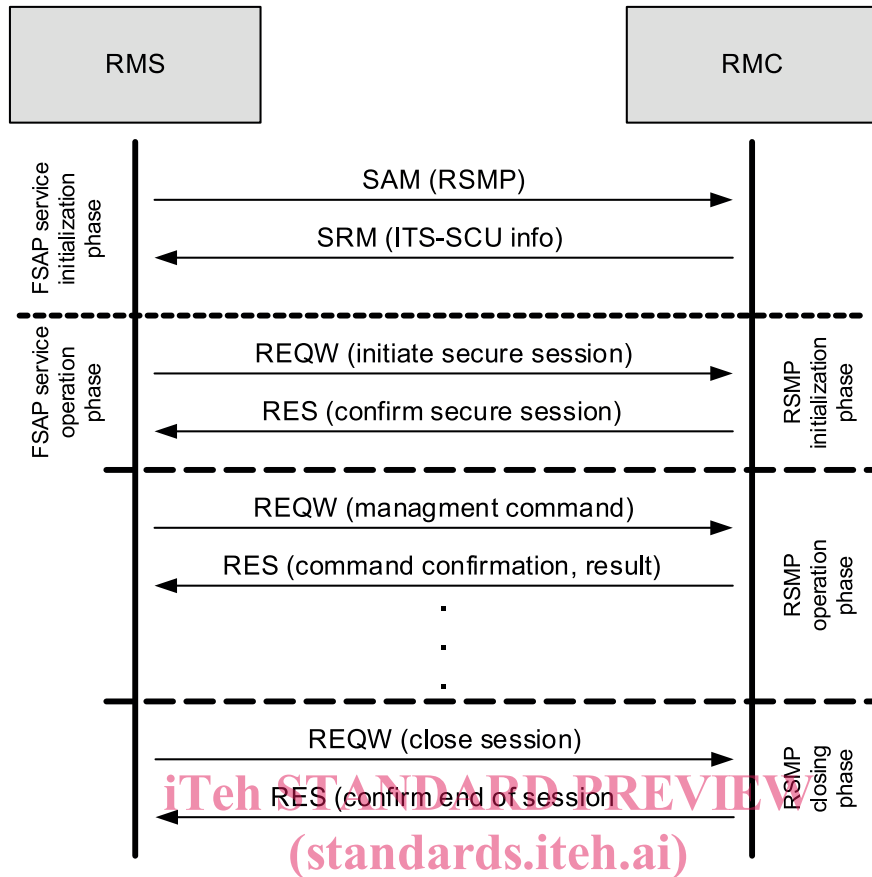 RMS
RMC
FSAP service
initialization
phase
SAM (RSMP)
SRM (ITS-SCU info)
FSAP service
operation
phase
REQW (initiate secure session)
RES (confirm secure session)
RSMP
initialization
phase
REQW (managment command)
RES (command confirmation, result)
.
.
.
RSMP
operation
phase
REQW (close session)
RES (confirm end of session
RSMP
closing
phase
iTeh STANDARD PREVIEW
(standards.iteh.ai)